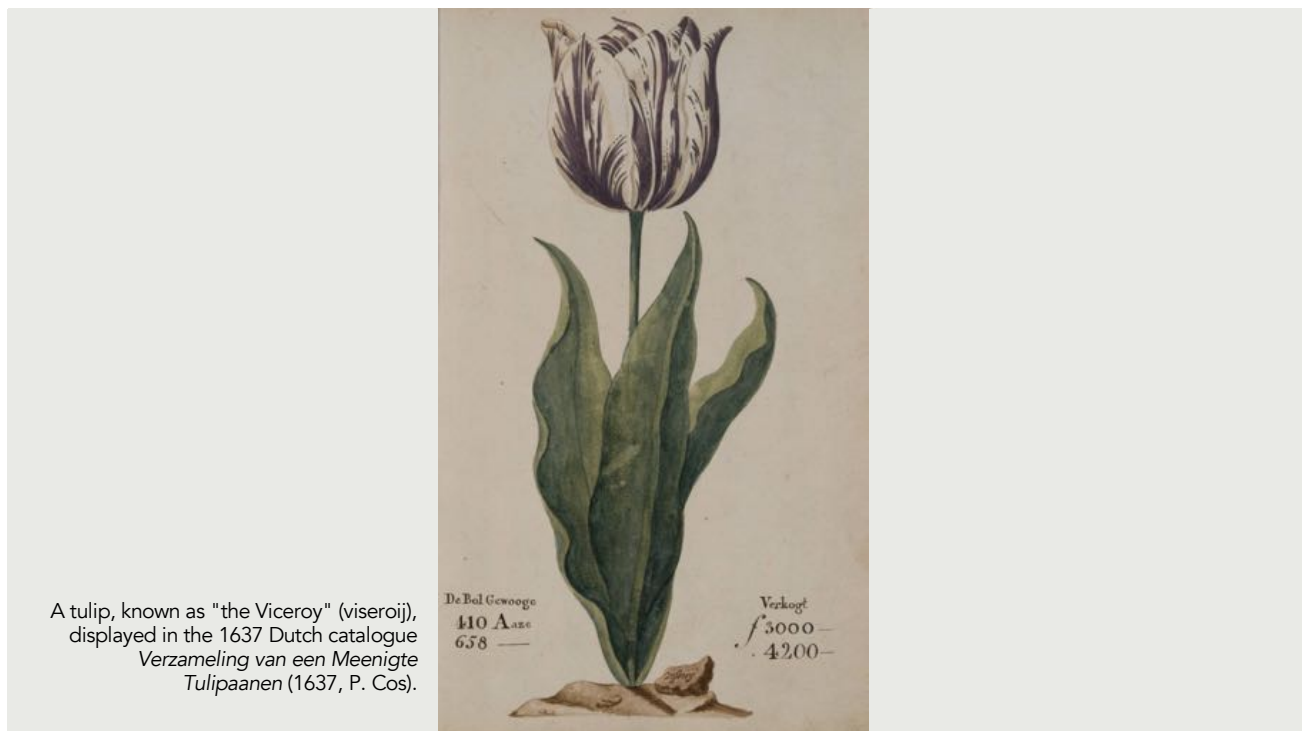 A tulip, known as "the Viceroy" (viseroij),
displayed in the 1637 Dutch catalogue
Verzameling van een Meenigte
Tulipaanen (1637, P. Cos).
De Bol Gewooge
410 Aaze
658 —
Verkogt
f 3000 —
. 4200 —